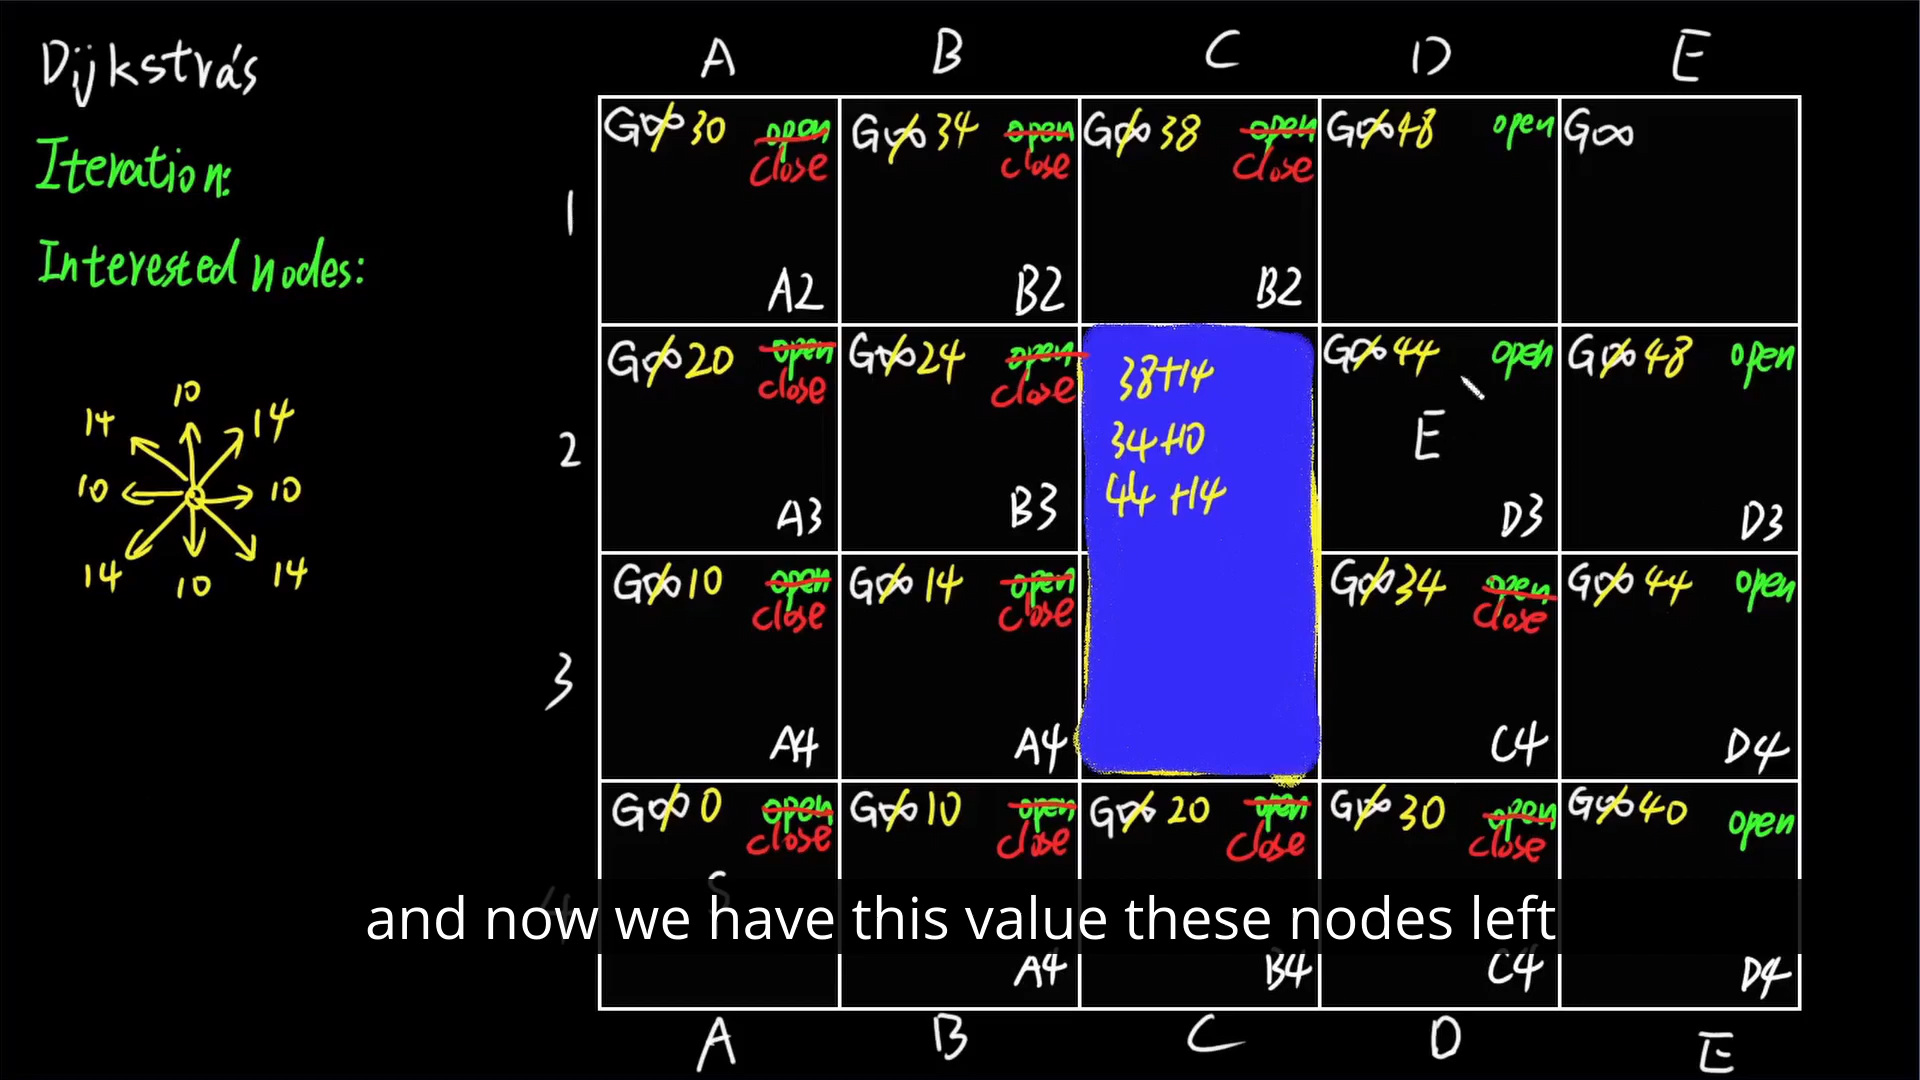 Dijkstra's
Iteration:
Interested nodes:
10
14 14
10 10
14 10 14
A B C D E
1
G∞ 30 open close A2
G∞ 34 open close B2
G∞ 38 open close B2
G∞ 48 open
G∞
2
G∞ 20 open close A3
G∞ 24 open close B3
38+14
34+10
44+14
G∞ 44 open E D3
G∞ 48 open D3
3
G∞ 10 open close A4
G∞ 14 open close A4
G∞ 34 open close C4
G∞ 44 open D4
G∞ 0 open close
G∞ 10 open close A4
G∞ 20 open close B4
G∞ 30 open close C4
G∞ 40 open D4
and now we have this value these nodes left
A B C D E